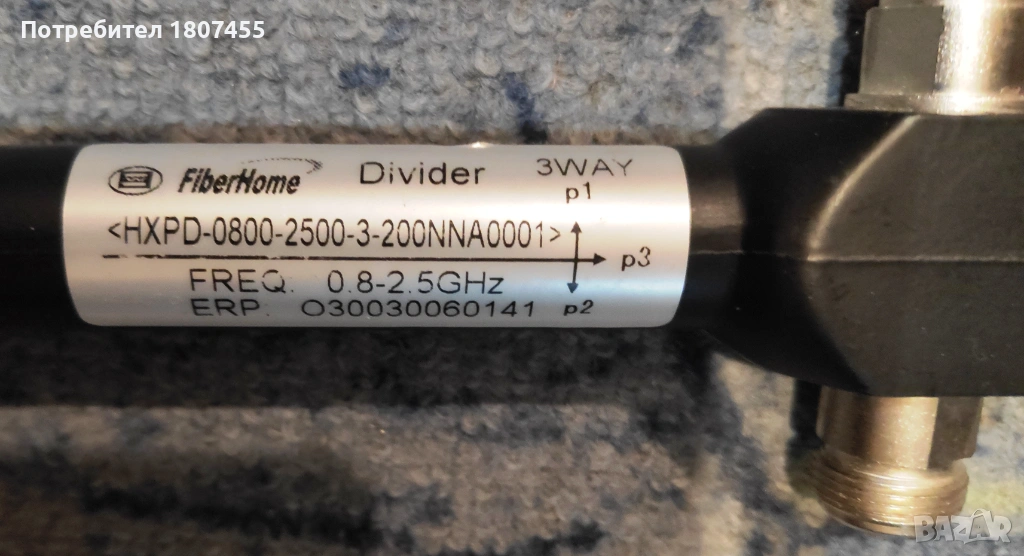 Потребител 1807455
FiberHome Divider 3WAY
p1
<HXPD-0800-2500-3-200NNA0001>
p3
FREQ. 0.8-2.5GHz
ERP. O30030060141 p2
BAZAR